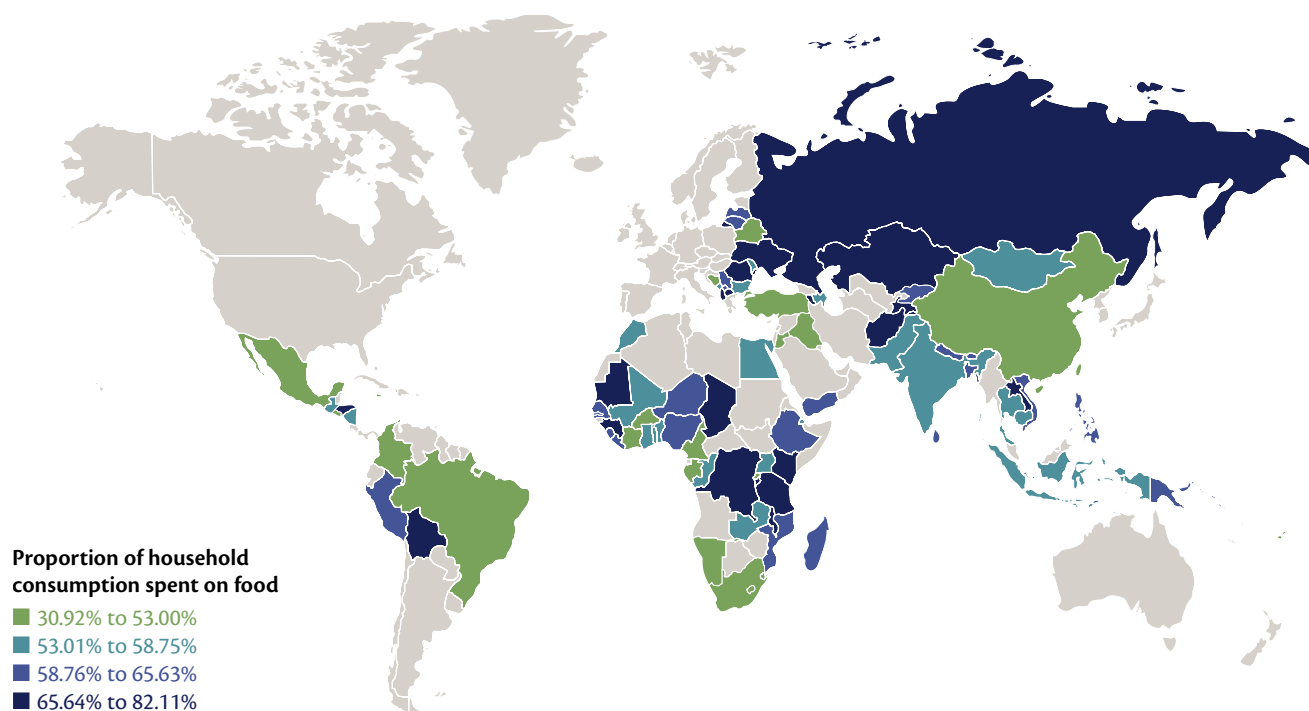 Proportion of household
consumption spent on food
30.92% to 53.00%
53.01% to 58.75%
58.76% to 65.63%
65.64% to 82.11%